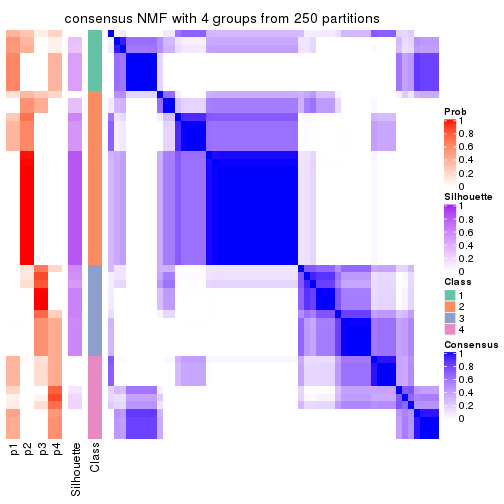 consensus NMF with 4 groups from 250 partitions
Prob
1
0.8
0.6
0.4
0.2
0
Silhouette
1
0.8
0.6
0.4
0.2
0
Class
1
2
3
4
Consensus
1
0.8
0.6
0.4
0.2
0
p1
p2
p3
p4
Silhouette
Class